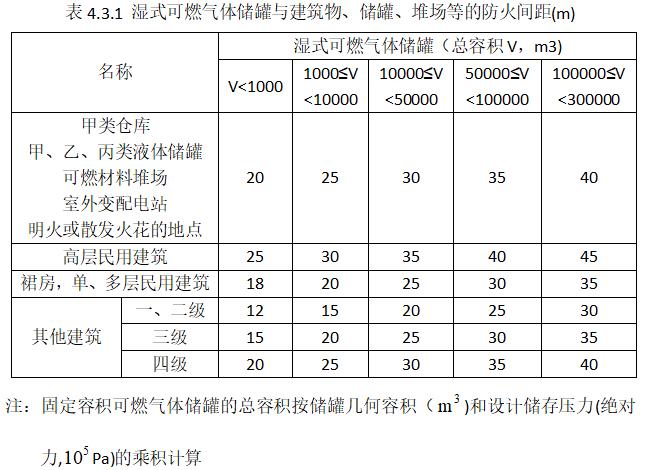 表 4.3.1 湿式可燃气体储罐与建筑物、储罐、堆场等的防火间距(m)
名称 湿式可燃气体储罐（总容积 V，m3)
V<1000 1000≦V<10000 10000≦V<50000 50000≦V<100000 100000≦V<300000
甲类仓库
甲、乙、丙类液体储罐
可燃材料堆场
室外变配电站
明火或散发火花的地点
20 25 30 35 40
高层民用建筑 25 30 35 40 45
裙房，单、多层民用建筑 18 20 25 30 35
其他建筑 一、二级 12 15 20 25 30
三级 15 20 25 30 35
四级 20 25 30 35 40
注：固定容积可燃气体储罐的总容积按储罐几何容积（m³)和设计储存压力(绝对
力,10⁵ Pa)的乘积计算